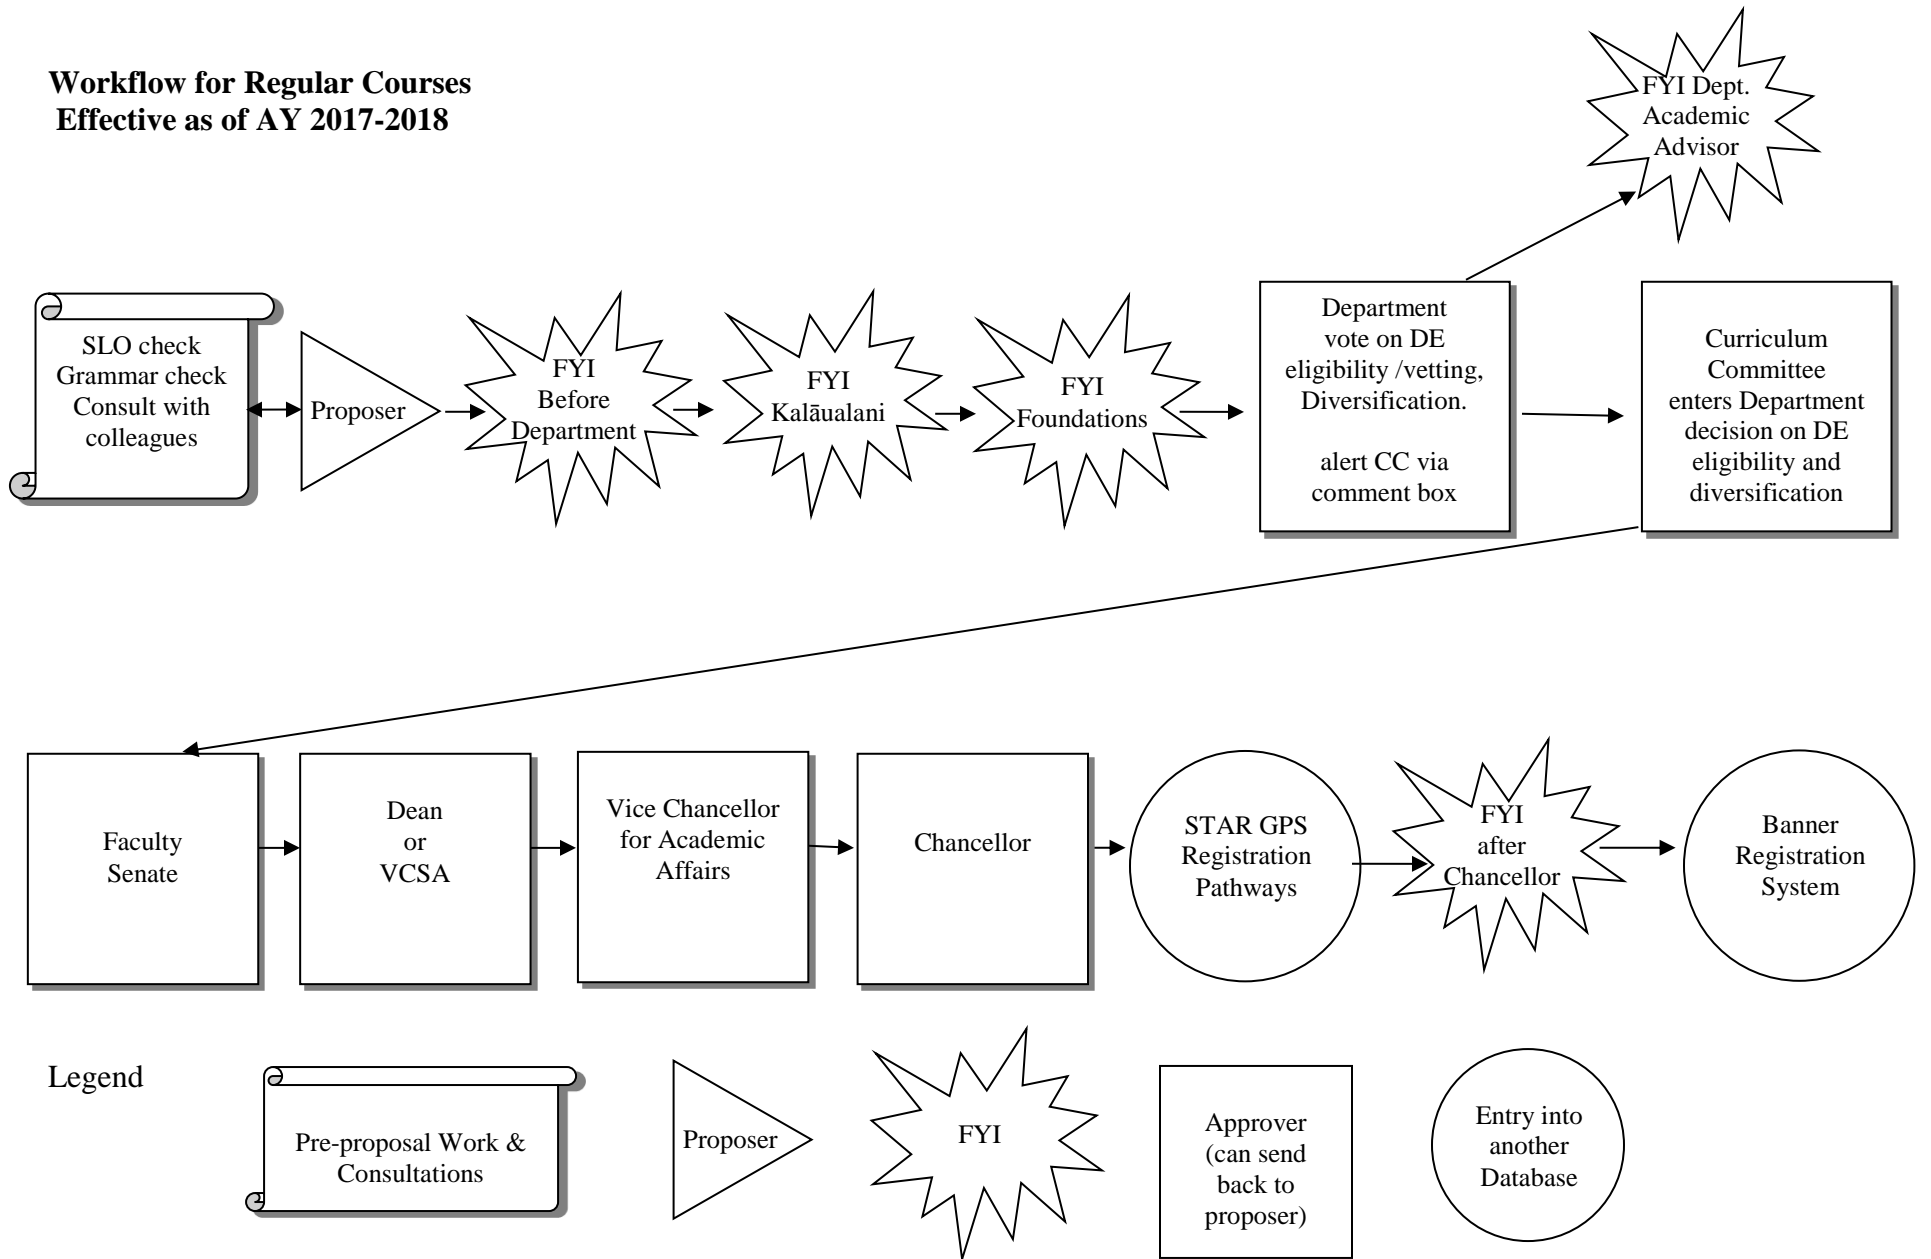 Workflow for Regular Courses
Effective as of AY 2017-2018
FYI Dept.
Academic
Advisor
SLO check
Grammar check
Consult with
colleagues
Proposer
FYI
Before
Department
FYI
Kalāualani
FYI
Foundations
Department
vote on DE
eligibility /vetting,
Diversification.
alert CC via
comment box
Curriculum
Committee
enters Department
decision on DE
eligibility and
diversification
Faculty
Senate
Dean
or
VCSA
Vice Chancellor
for Academic
Affairs
Chancellor
STAR GPS
Registration
Pathways
FYI
after
Chancellor
Banner
Registration
System
Legend
Pre-proposal Work &
Consultations
Proposer
FYI
Approver
(can send
back to
proposer)
Entry into
another
Database